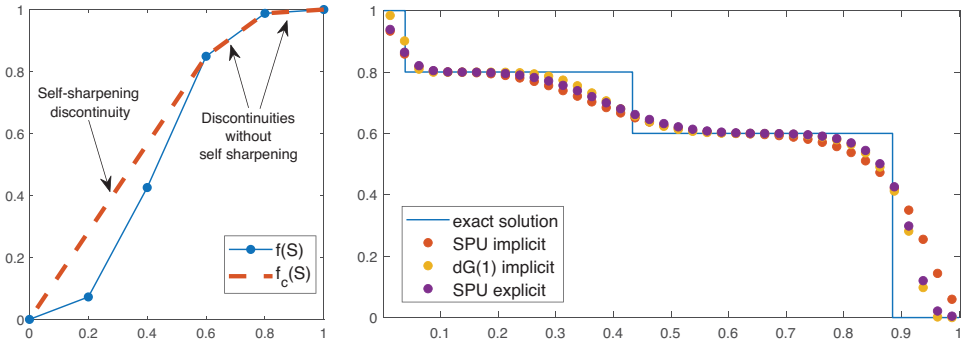 1
0.8
0.6
0.4
0.2
0
0
0.2
0.4
0.6
0.8
1
Self-sharpening
discontinuity
Discontinuities
without
self sharpening
f(S)
f_c(S)
1
0.8
0.6
0.4
0.2
0
0.1
0.2
0.3
0.4
0.5
0.6
0.7
0.8
0.9
1
exact solution
SPU implicit
dG(1) implicit
SPU explicit